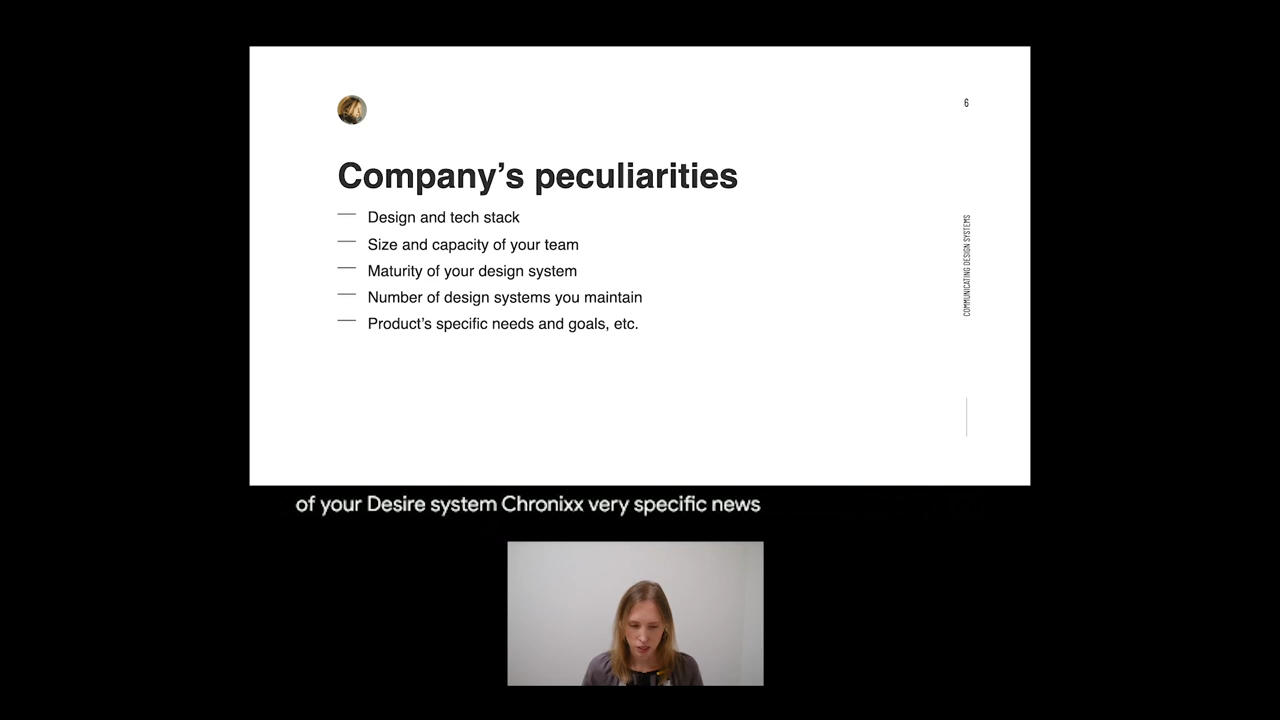 6
Company’s peculiarities
Design and tech stack
Size and capacity of your team
Maturity of your design system
Number of design systems you maintain
Product’s specific needs and goals, etc.
COMMUNICATING DESIGN SYSTEMS
of your Desire system Chronixx very specific news